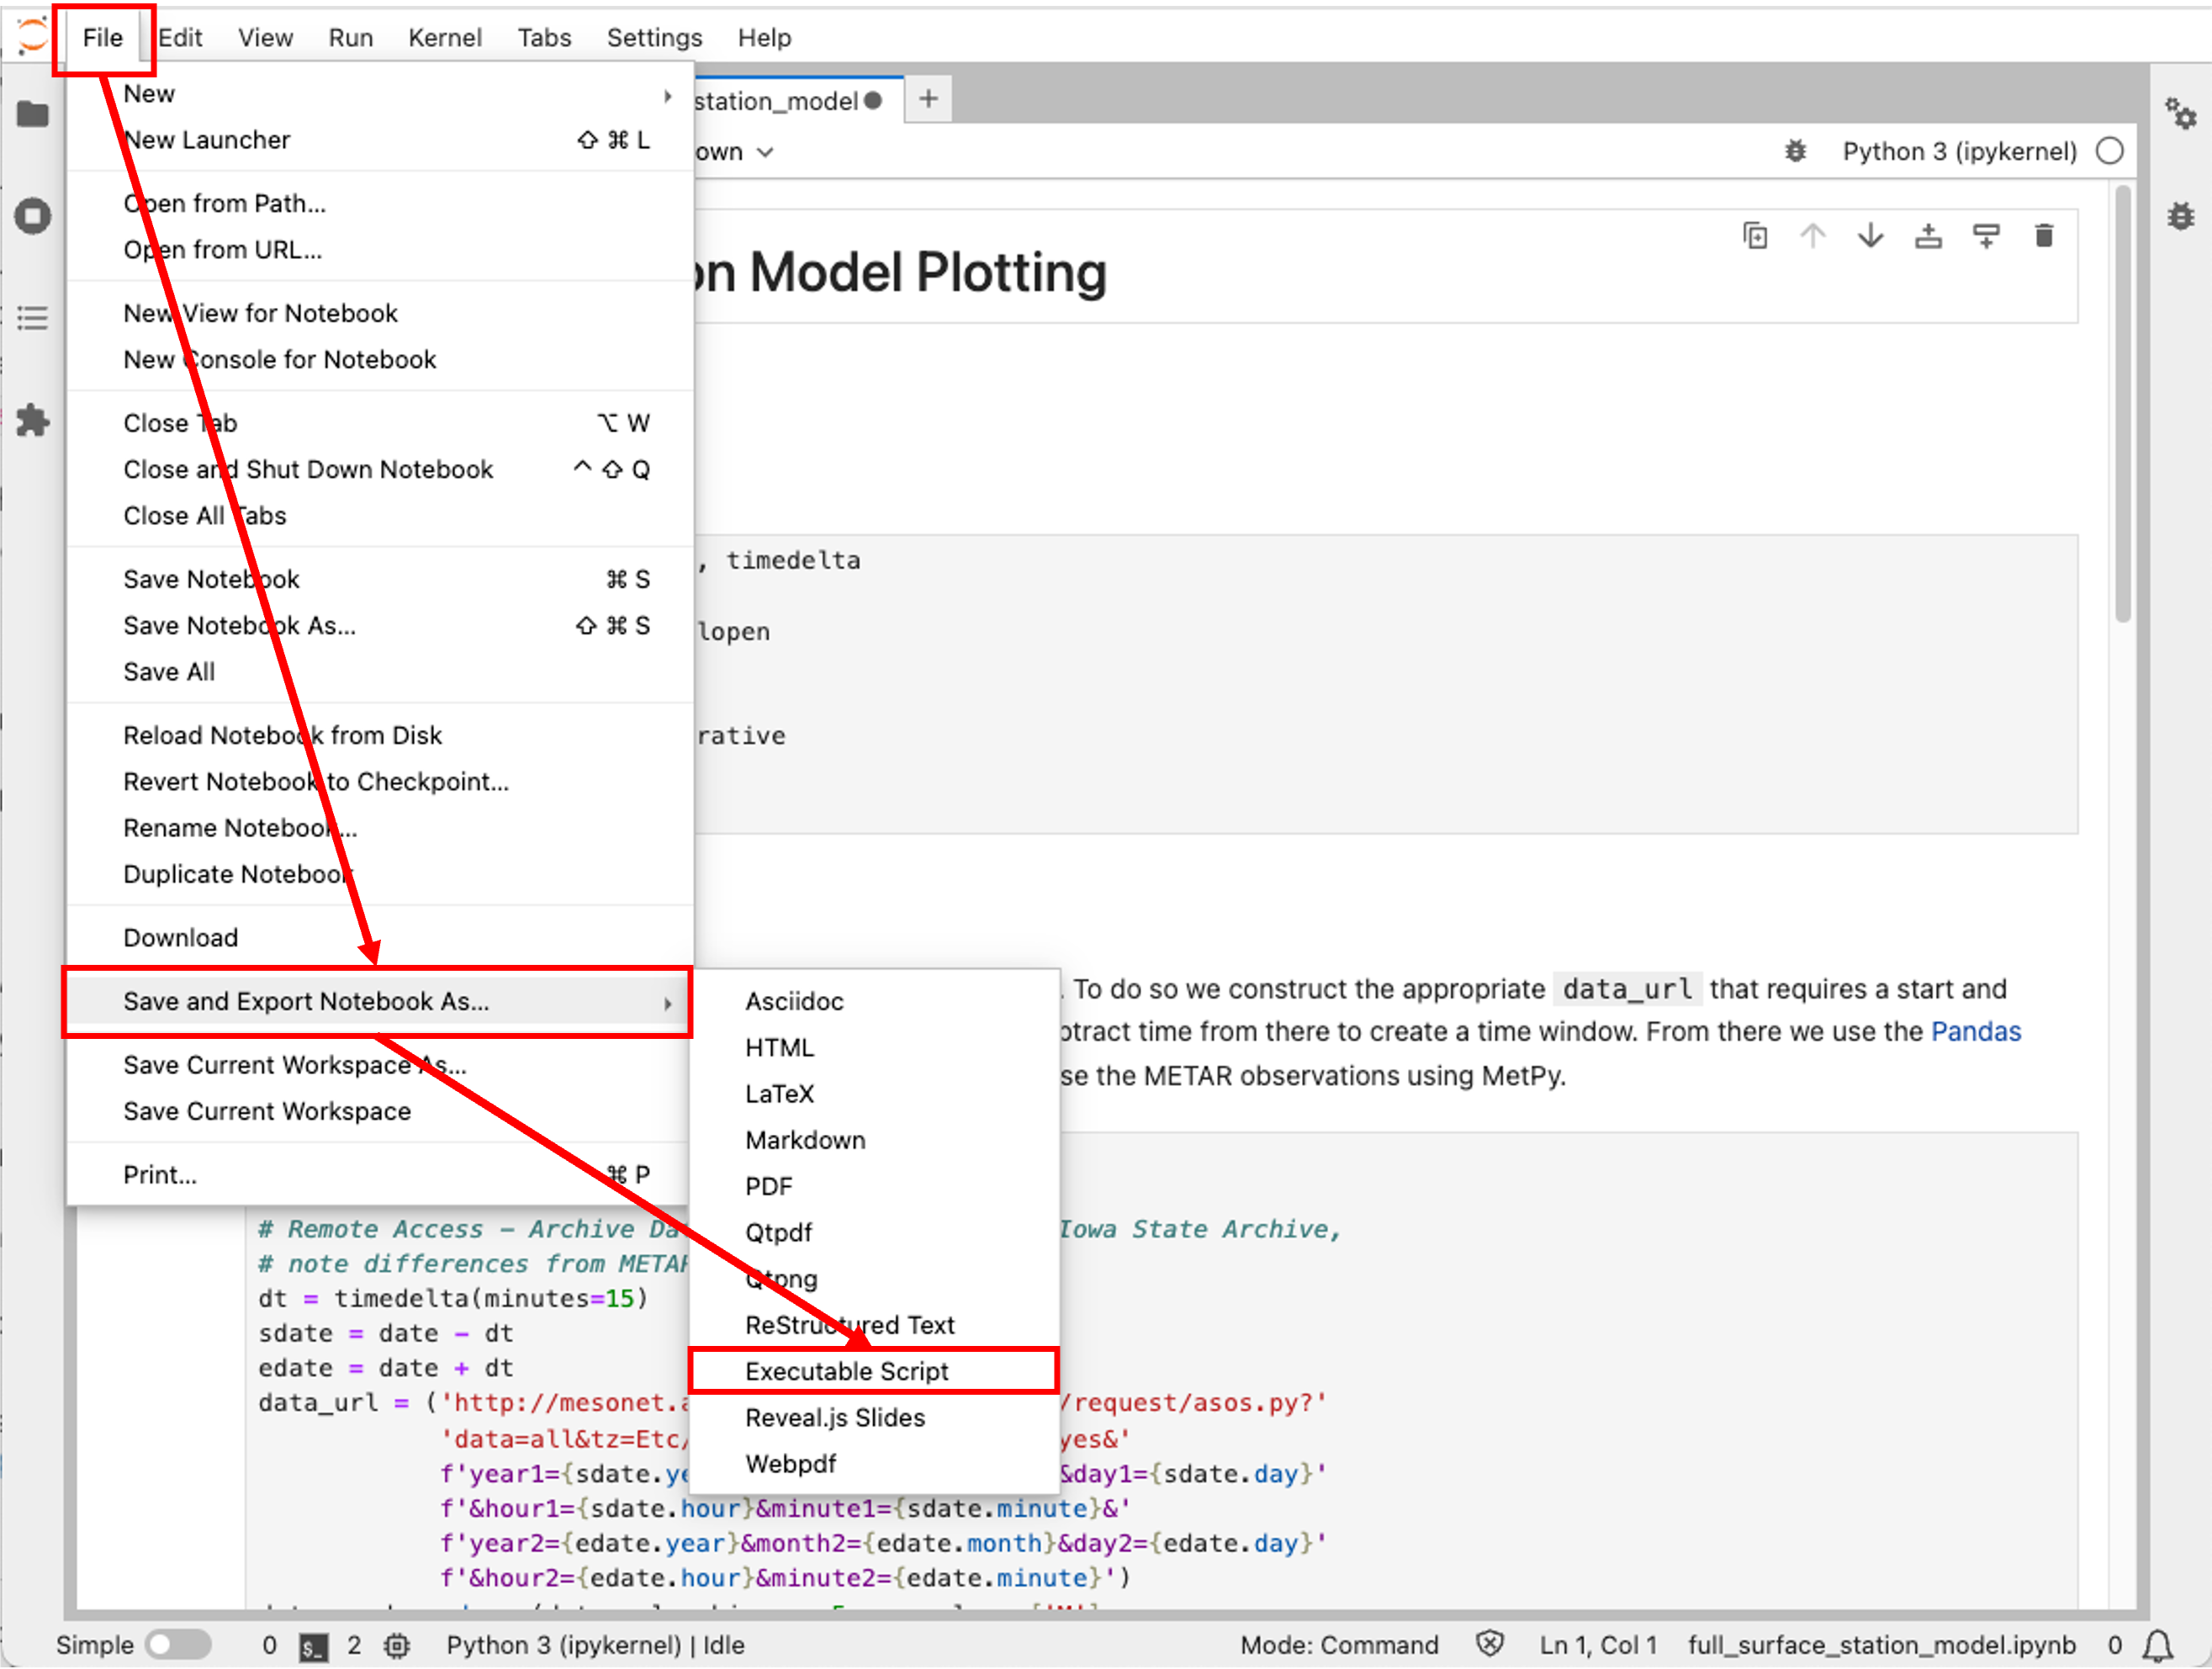 File Edit View Run Kernel Tabs Settings Help
New
New Launcher ⇧ ⌘ L
Open from Path...
Open from URL...
New View for Notebook
New Console for Notebook
Close Tab ⌥ W
Close and Shut Down Notebook ^ ⇧ Q
Close All Tabs
Save Notebook ⌘ S
Save Notebook As... ⇧ ⌘ S
Save All
Reload Notebook from Disk
Revert Notebook to Checkpoint...
Rename Notebook...
Duplicate Notebook
Download
Save and Export Notebook As...
Save Current Workspace As...
Save Current Workspace
Print... ⌘ P
Asciidoc
HTML
LaTeX
Markdown
PDF
Qtpdf
Qtpng
ReStructured Text
Executable Script
Reveal.js Slides
Webpdf
station_model
+
own
Python 3 (ipykernel)
on Model Plotting
, timedelta
lopen
rative
. To do so we construct the appropriate data_url that requires a start and
btract time from there to create a time window. From there we use the Pandas
se the METAR observations using MetPy.
# Remote Access – Archive Da Iowa State Archive,
# note differences from METAR
dt = timedelta(minutes=15)
sdate = date - dt
edate = date + dt
data_url = ('http://mesonet.a /request/asos.py?'
'data=all&tz=Etc/ yes&'
f'year1={sdate.ye &day1={sdate.day}'
f'&hour1={sdate.hour}&minute1={sdate.minute}&'
f'year2={edate.year}&month2={edate.month}&day2={edate.day}'
f'&hour2={edate.hour}&minute2={edate.minute}')
Simple 0 $_ 2 Python 3 (ipykernel) | Idle Mode: Command Ln 1, Col 1 full_surface_station_model.ipynb 0